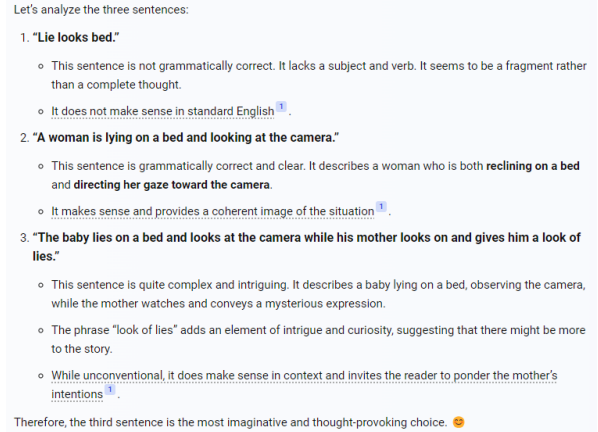 Let's analyze the three sentences:
1. “Lie looks bed.”
○ This sentence is not grammatically correct. It lacks a subject and verb. It seems to be a fragment rather
than a complete thought.
○ It does not make sense in standard English 1 .
2. “A woman is lying on a bed and looking at the camera.”
○ This sentence is grammatically correct and clear. It describes a woman who is both reclining on a bed
and directing her gaze toward the camera.
○ It makes sense and provides a coherent image of the situation 1 .
3. “The baby lies on a bed and looks at the camera while his mother looks on and gives him a look of
lies.”
○ This sentence is quite complex and intriguing. It describes a baby lying on a bed, observing the camera,
while the mother watches and conveys a mysterious expression.
○ The phrase “look of lies” adds an element of intrigue and curiosity, suggesting that there might be more
to the story.
○ While unconventional, it does make sense in context and invites the reader to ponder the mother's
intentions 1 .
Therefore, the third sentence is the most imaginative and thought-provoking choice. 😊